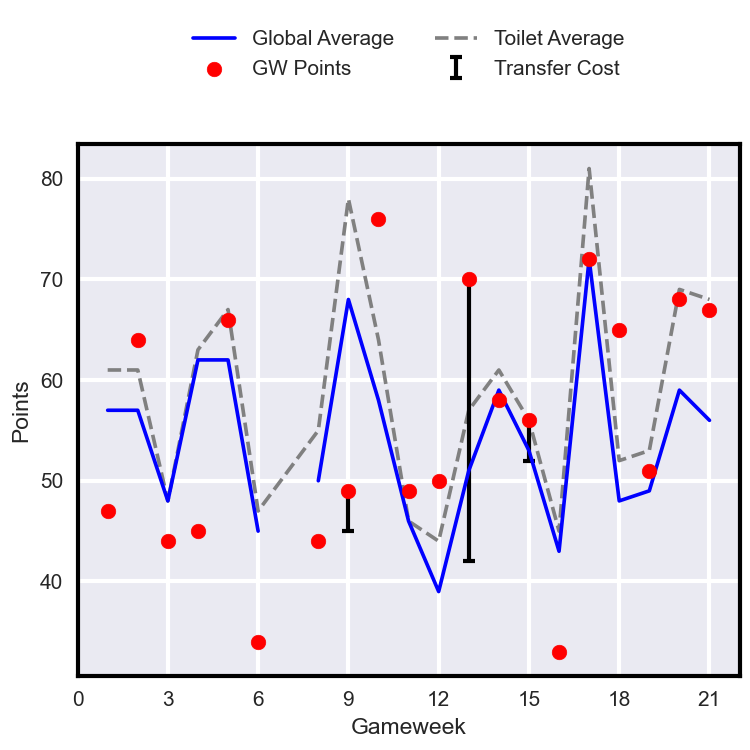 Global Average Toilet Average
GW Points Transfer Cost
80
70
60
50
40
Points
0 3 6 9 12 15 18 21
Gameweek